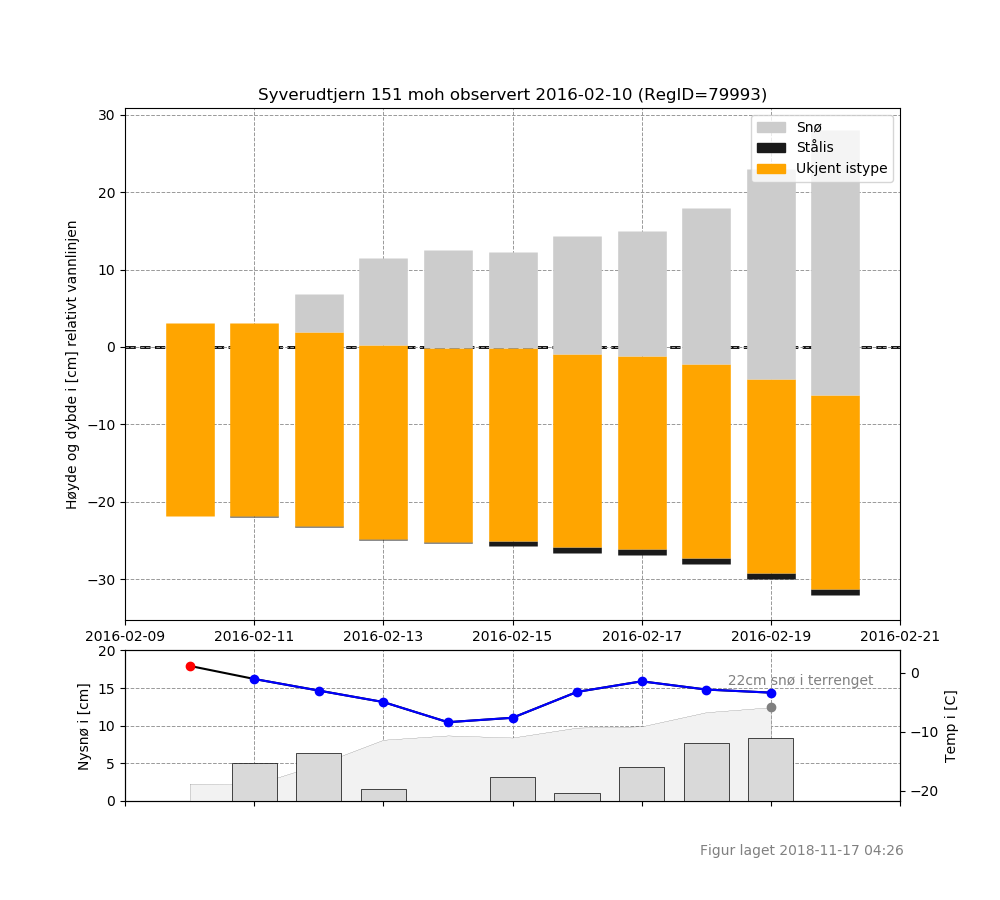 Syverudtjern 151 moh observert 2016-02-10 (RegID=79993)
Snø
Stålis
Ukjent istype
Høyde og dybde i [cm] relativt vannlinjen
30
20
10
0
−10
−20
−30
2016-02-09
2016-02-11
2016-02-13
2016-02-15
2016-02-17
2016-02-19
2016-02-21
Nysnø i [cm]
20
15
10
5
0
22cm snø i terrenget
0
−10
−20
Temp i [C]
Figur laget 2018-11-17 04:26